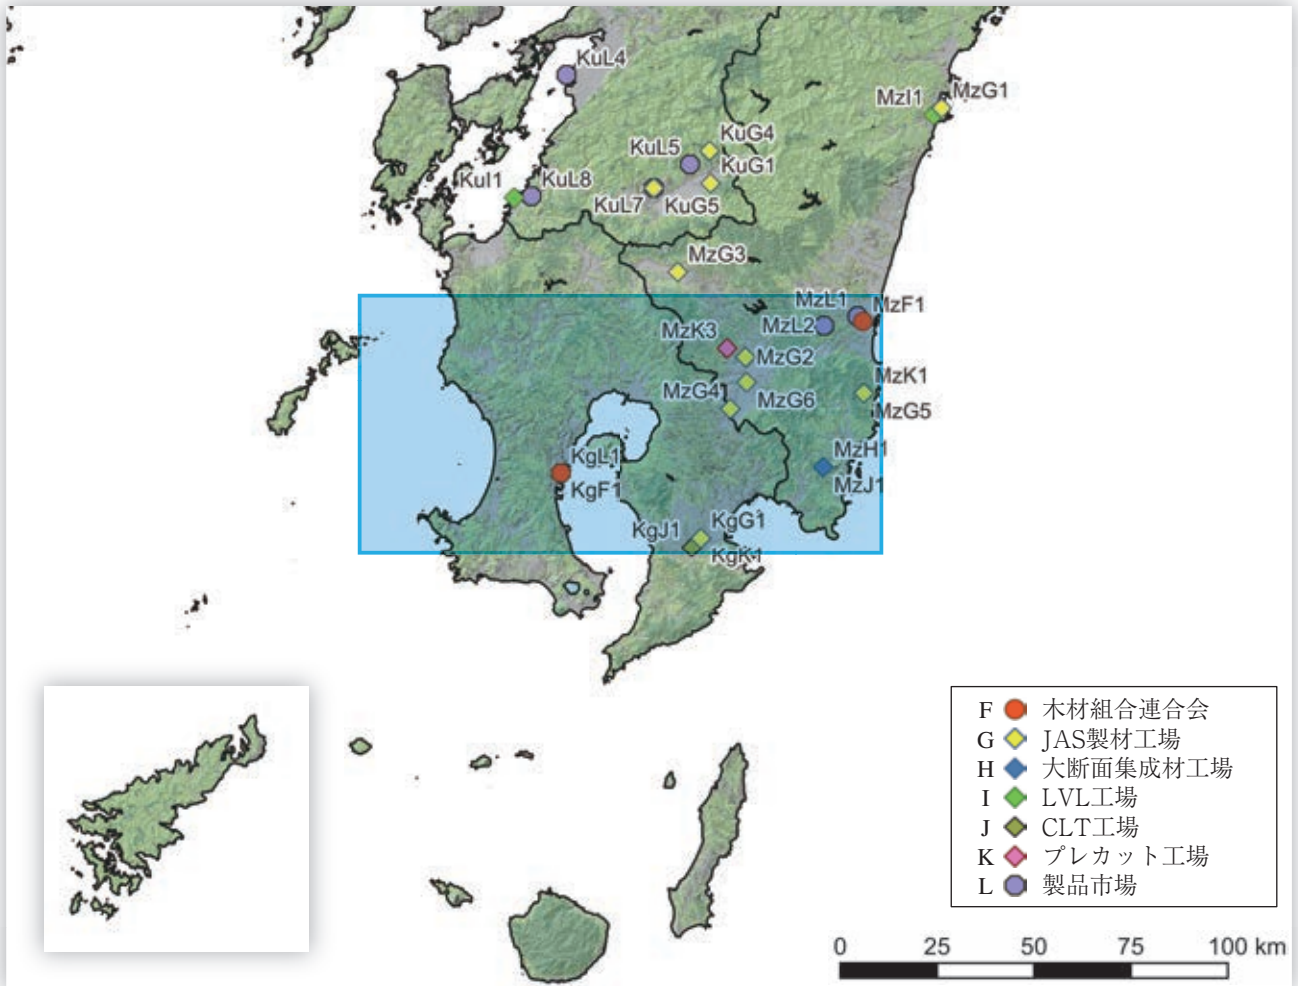 KuL4
MzI1 MzG1
KuG4
KuL5
KuG1
KuI1 KuL8
KuL7 KuG5
MzG3
MzL1 MzF1
MzL2
MzK3
MzG2
MzK1
MzG4 MzG6
MzG5
MzH1
KgL1
MzJ1
KgF1
KgG1
KgJ1
KgK1
F 木材組合連合会
G JAS製材工場
H 大断面集成材工場
I LVL工場
J CLT工場
K プレカット工場
L 製品市場
0 25 50 75 100 km